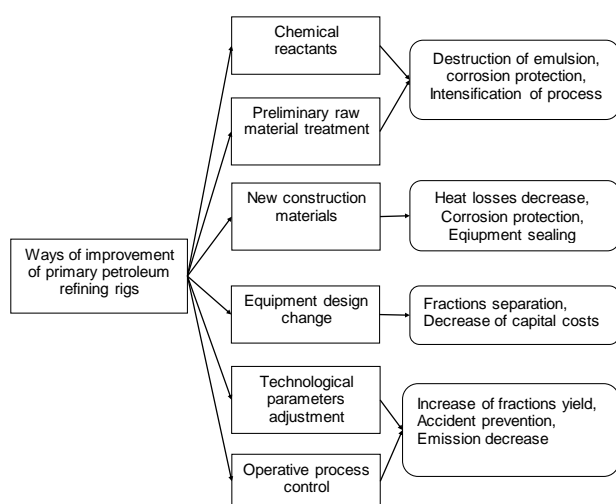 Ways of improvement
of primary petroleum
refining rigs
Chemical
reactants
Preliminary raw
material treatment
New construction
materials
Equipment design
change
Technological
parameters
adjustment
Operative process
control
Destruction of emulsion,
corrosion protection,
Intensification of process
Heat losses decrease,
Corrosion protection,
Eqiupment sealing
Fractions separation,
Decrease of capital costs
Increase of fractions yield,
Accident prevention,
Emission decrease